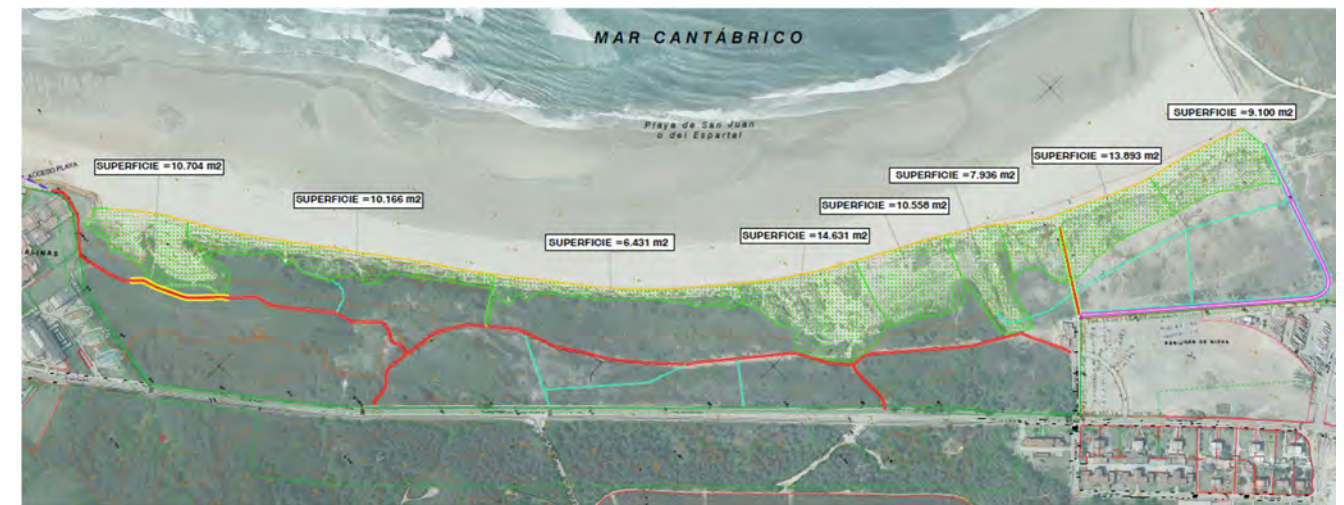 MAR CANTÁBRICO
Playa de San Juan
o del Espartal
SUPERFICIE =9.100 m2
SUPERFICIE =13.893 m2
SUPERFICIE =7.936 m2
SUPERFICIE =10.704 m2
ACCESO PLAYA
SUPERFICIE =10.166 m2
SUPERFICIE =10.558 m2
SUPERFICIE =14.631 m2
SUPERFICIE =6.431 m2